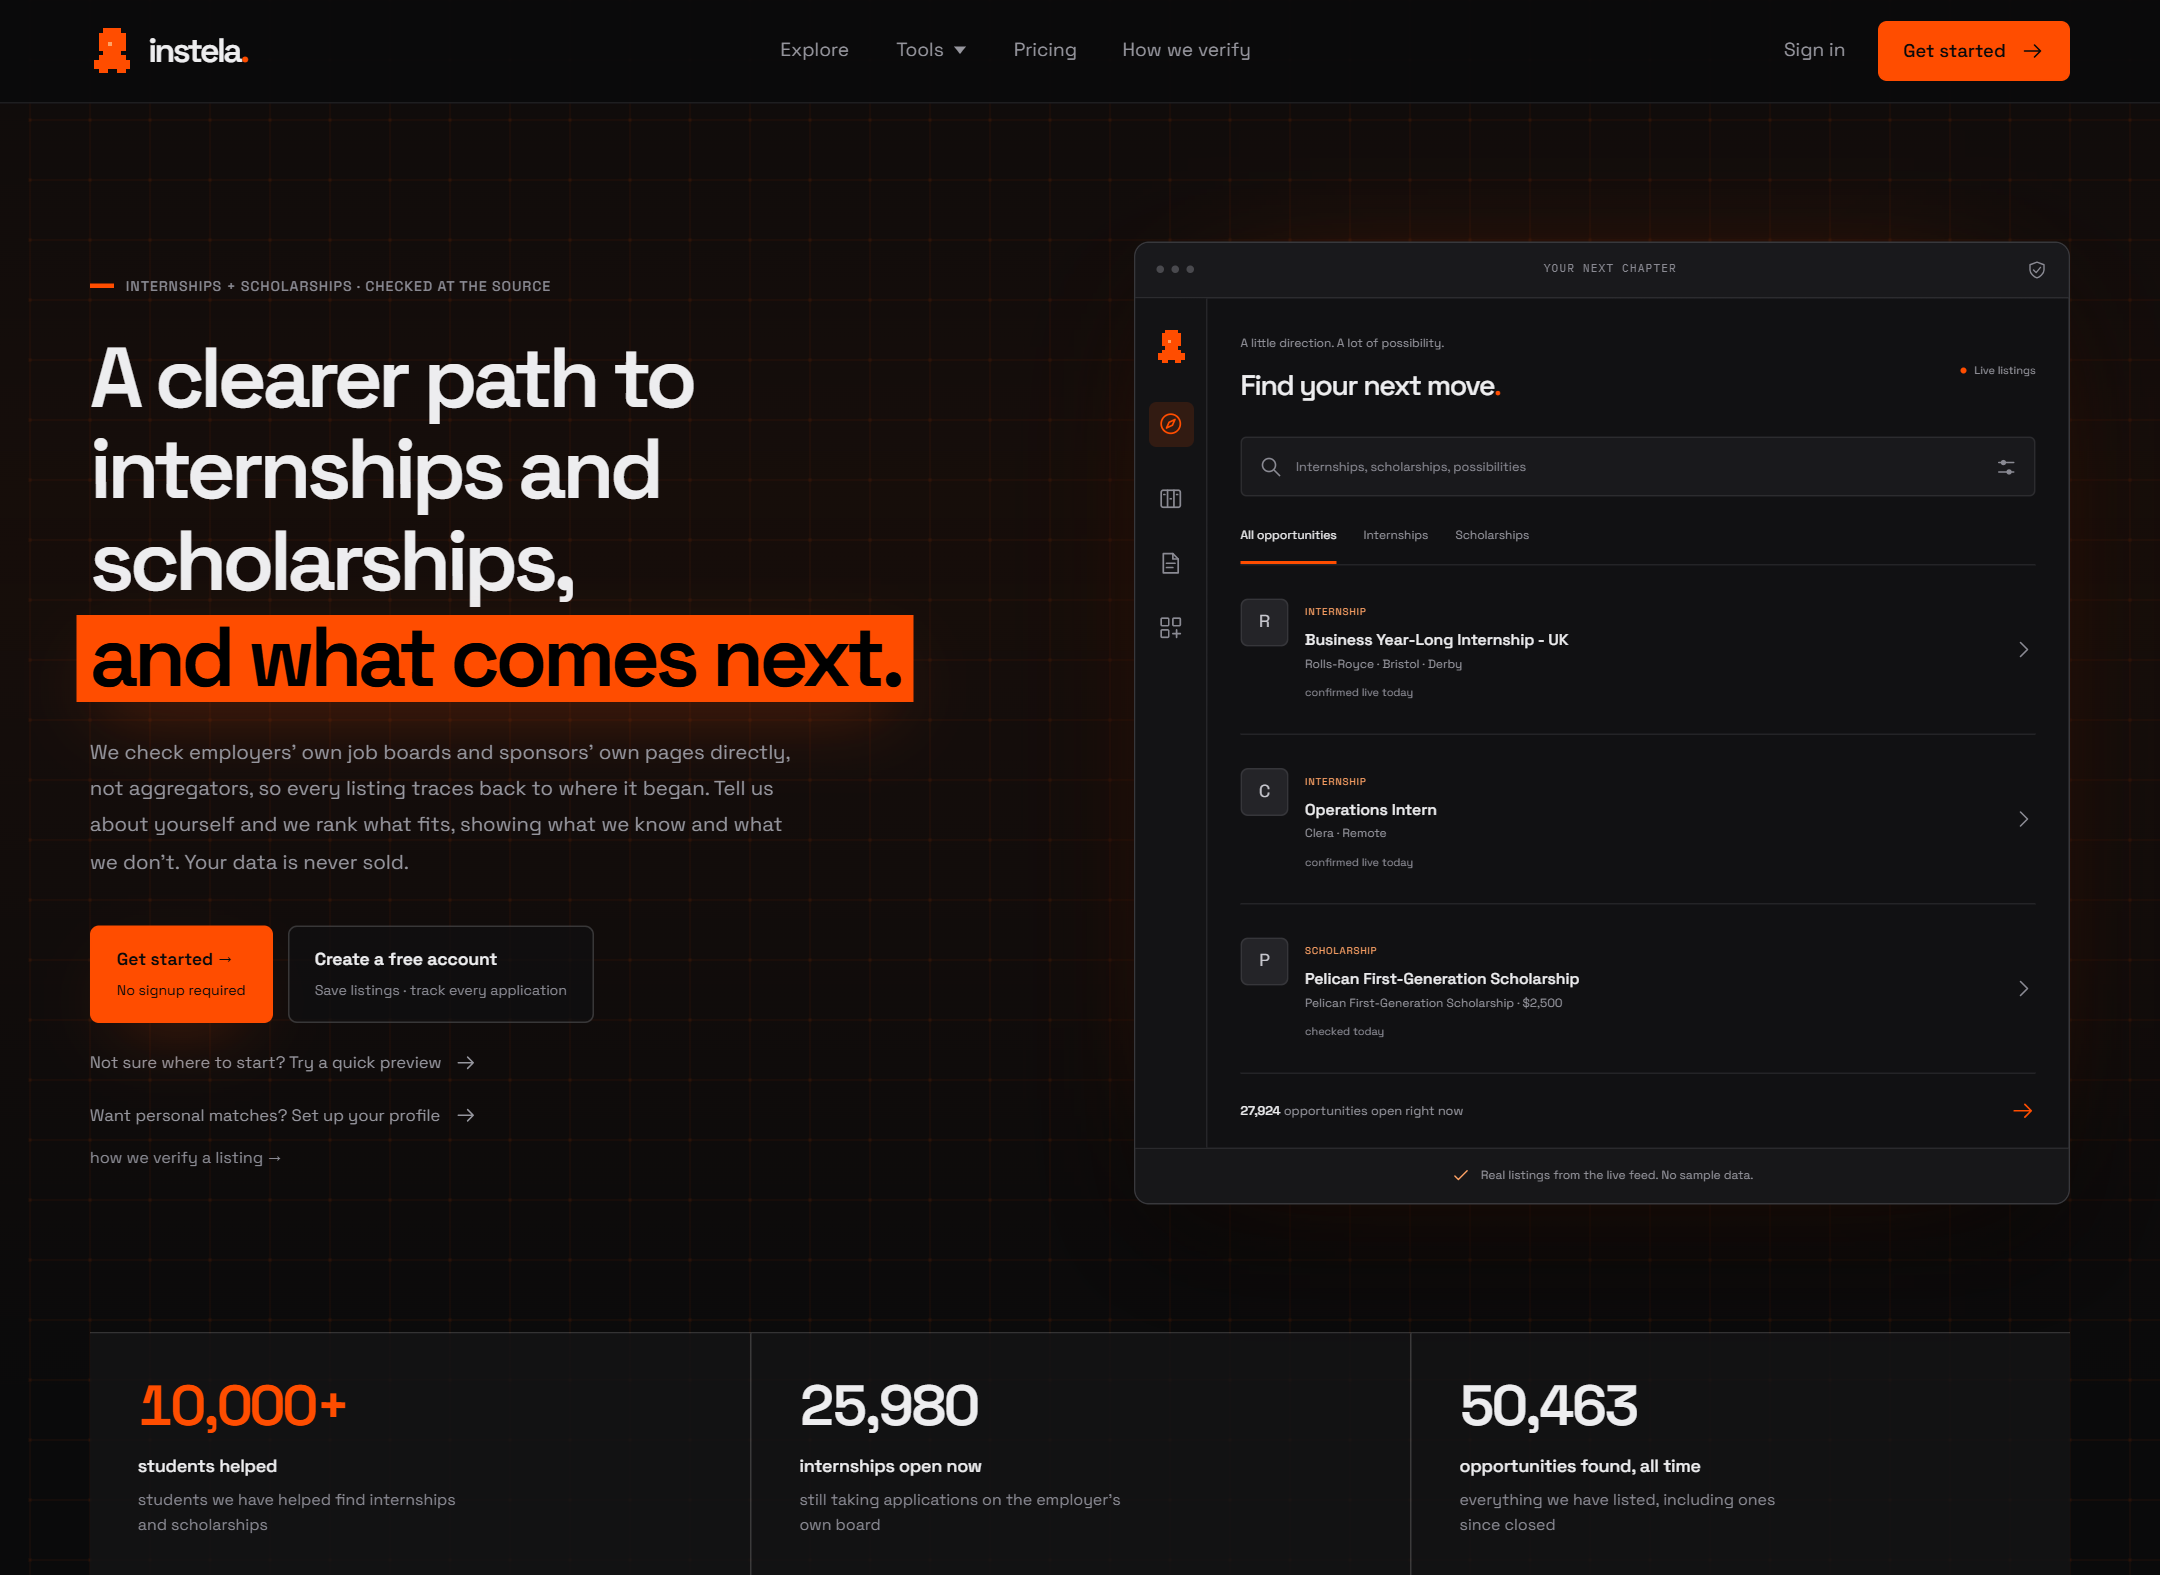 instela.
Explore
Tools
Pricing
How we verify
Sign in
Get started →
INTERNSHIPS + SCHOLARSHIPS · CHECKED AT THE SOURCE
A clearer path to
internships and
scholarships,
and what comes next.
We check employers’ own job boards and sponsors’ own pages directly,
not aggregators, so every listing traces back to where it began. Tell us
about yourself and we rank what fits, showing what we know and what
we don’t. Your data is never sold.
Get started →
No signup required
Create a free account
Save listings · track every application
Not sure where to start? Try a quick preview →
Want personal matches? Set up your profile →
how we verify a listing →
YOUR NEXT CHAPTER
A little direction. A lot of possibility.
Find your next move.
Live listings
Internships, scholarships, possibilities
All opportunities
Internships
Scholarships
R
INTERNSHIP
Business Year-Long Internship - UK
Rolls-Royce · Bristol · Derby
confirmed live today
C
INTERNSHIP
Operations Intern
Clera · Remote
confirmed live today
P
SCHOLARSHIP
Pelican First-Generation Scholarship
Pelican First-Generation Scholarship · $2,500
checked today
27,924 opportunities open right now
Real listings from the live feed. No sample data.
10,000+
students helped
students we have helped find internships
and scholarships
25,980
internships open now
still taking applications on the employer’s
own board
50,463
opportunities found, all time
everything we have listed, including ones
since closed